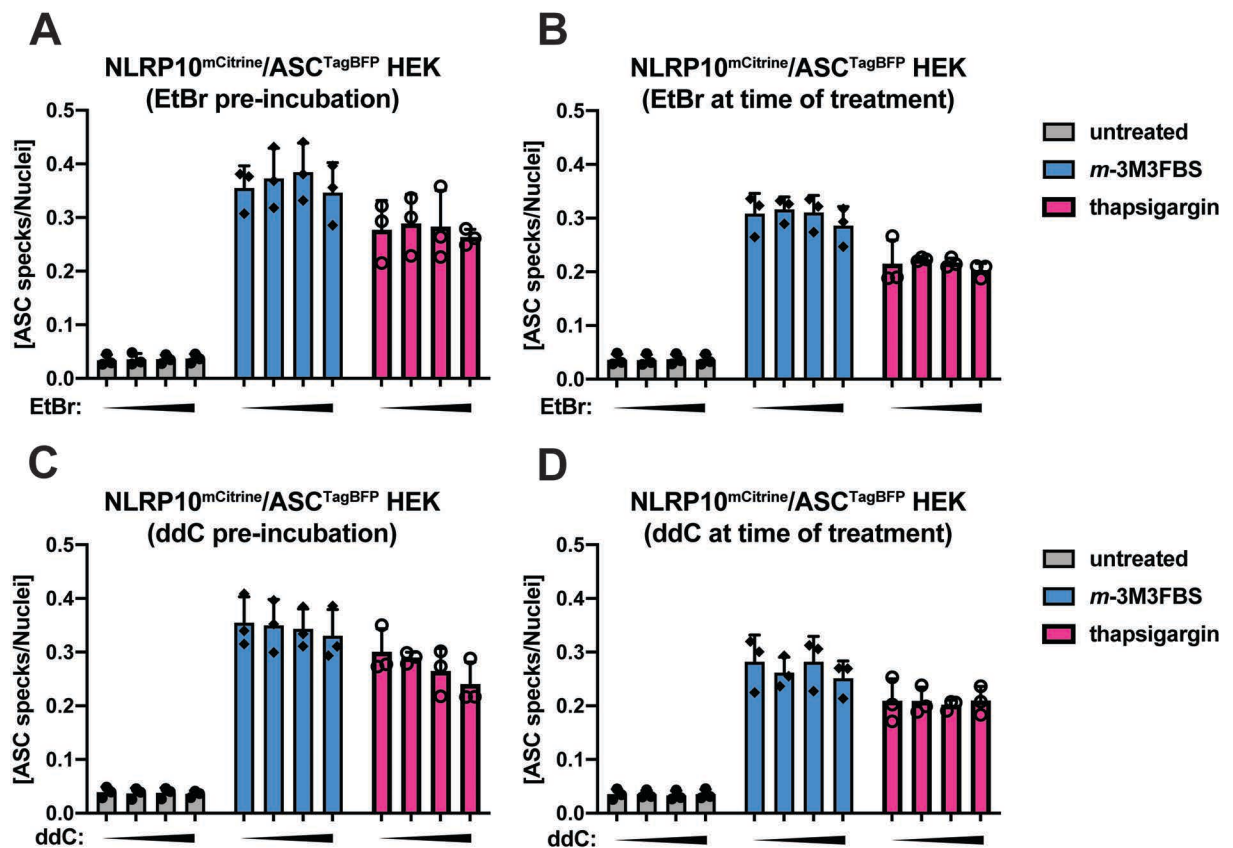 A
NLRP10mCitrine/ASCTagBFP HEK
(EtBr pre-incubation)
[ASC specks/Nuclei]
0.5
0.4
0.3
0.2
0.1
0.0
EtBr:
B
NLRP10mCitrine/ASCTagBFP HEK
(EtBr at time of treatment)
[ASC specks/Nuclei]
0.5
0.4
0.3
0.2
0.1
0.0
EtBr:
untreated
m-3M3FBS
thapsigargin
C
NLRP10mCitrine/ASCTagBFP HEK
(ddC pre-incubation)
[ASC specks/Nuclei]
0.5
0.4
0.3
0.2
0.1
0.0
ddC:
D
NLRP10mCitrine/ASCTagBFP HEK
(ddC at time of treatment)
[ASC specks/Nuclei]
0.5
0.4
0.3
0.2
0.1
0.0
ddC:
untreated
m-3M3FBS
thapsigargin